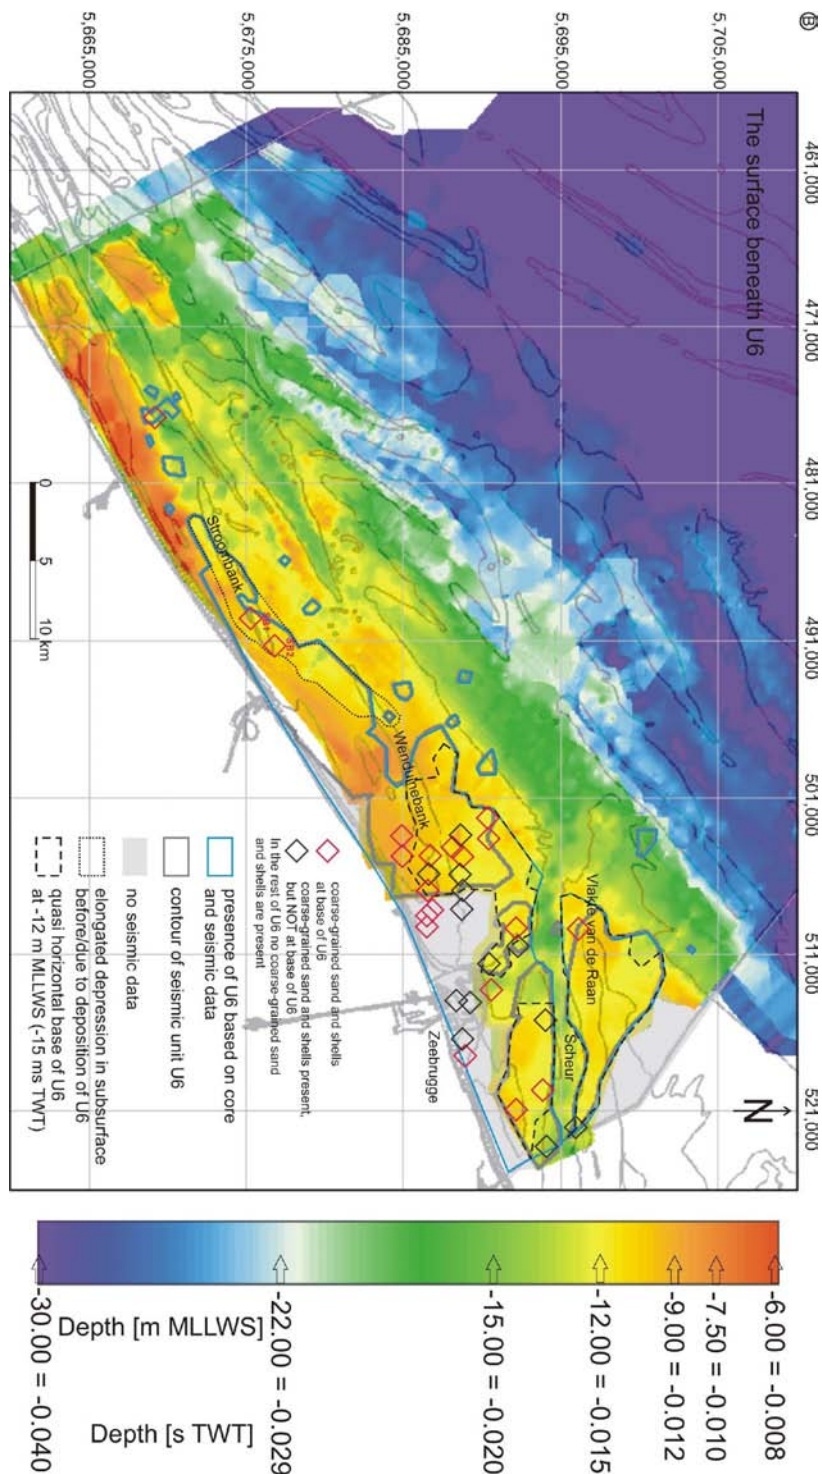 B
The surface beneath U6
461,000
471,000
481,000
491,000
501,000
511,000
521,000
5,705,000
5,695,000
5,685,000
5,675,000
5,665,000
Stroombank
SB2
Wenduinebank
Vlakte van de Raan
Scheur
Zeebrugge
N
0
5
10 km
coarse-grained sand and shells
at base of U6
coarse-grained sand and shells present,
but NOT at base of U6
In the rest of U6 no coarse-grained sand
and shells are present
presence of U6 based on core
and seismic data
contour of seismic unit U6
no seismic data
elongated depression in subsurface
before/due to deposition of U6
quasi horizontal base of U6
at -12 m MLLWS (-15 ms TWT)
-6.00 = -0.008
-7.50 = -0.010
-9.00 = -0.012
-12.00 = -0.015
-15.00 = -0.020
-22.00 = -0.029
-30.00 = -0.040
Depth [m MLLWS]
Depth [s TWT]